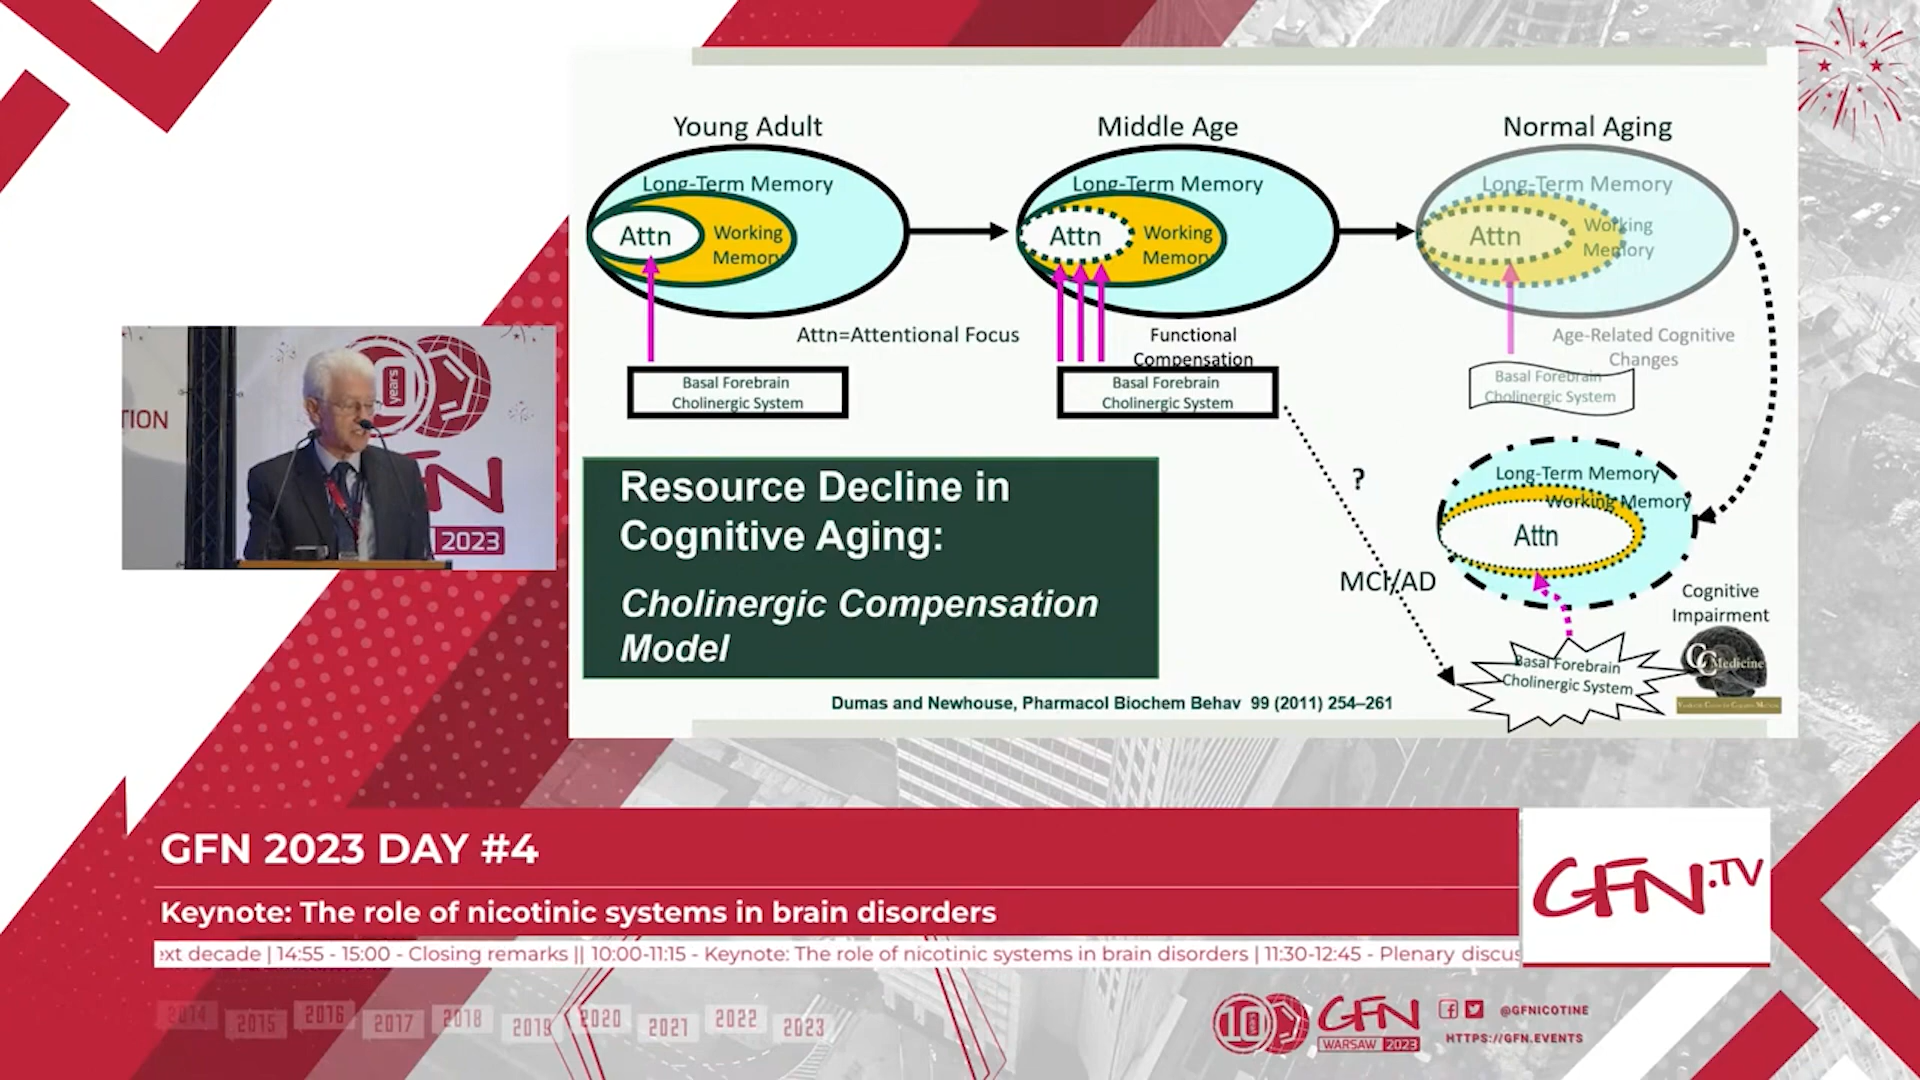 Young Adult
Middle Age
Normal Aging
Long-Term Memory
Attn
Working
Memory
Long-Term Memory
Attn
Working
Memory
Long-Term Memory
Attn
Working
Memory
Attn=Attentional Focus
Functional
Compensation
Age-Related Cognitive
Changes
Basal Forebrain
Cholinergic System
Basal Forebrain
Cholinergic System
Basal Forebrain
Cholinergic System
Resource Decline in
Cognitive Aging:
Cholinergic Compensation
Model
?
MCI/AD
Long-Term Memory
Working Memory
Attn
Cognitive
Impairment
Basal Forebrain
Cholinergic System
CC Medicine
Dumas and Newhouse, Pharmacol Biochem Behav 99 (2011) 254–261
TION
years
2023
GFN 2023 DAY #4
Keynote: The role of nicotinic systems in brain disorders
GFN.TV
ext decade | 14:55 - 15:00 - Closing remarks || 10:00-11:15 - Keynote: The role of nicotinic systems in brain disorders | 11:30-12:45 - Plenary discus
2014
2015
2016
2017
2018
2019
2020
2021
2022
2023
10
GFN
WARSAW 2023
@GFNICOTINE
HTTPS://GFN.EVENTS